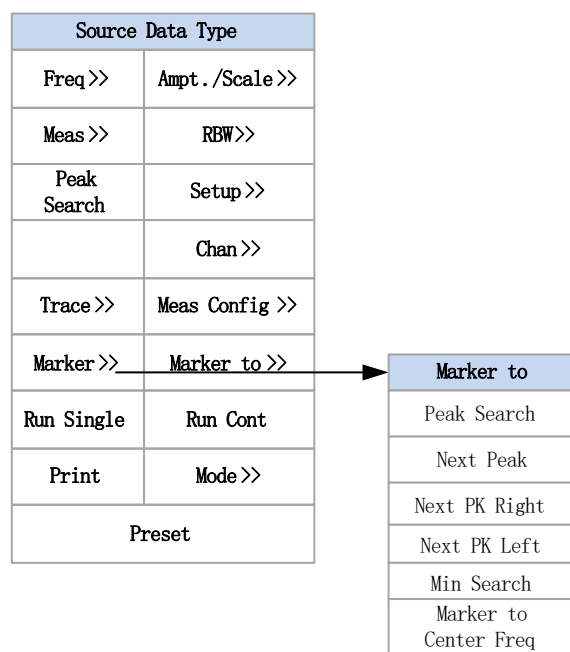 Source Data Type
Freq>> Ampt./Scale>>
Meas>> RBW>>
Peak
Search
Setup>>
Chan>>
Trace>> Meas Config >>
Marker>> Marker to >>
Run Single Run Cont
Print Mode>>
Preset
Marker to
Peak Search
Next Peak
Next PK Right
Next PK Left
Min Search
Marker to
Center Freq